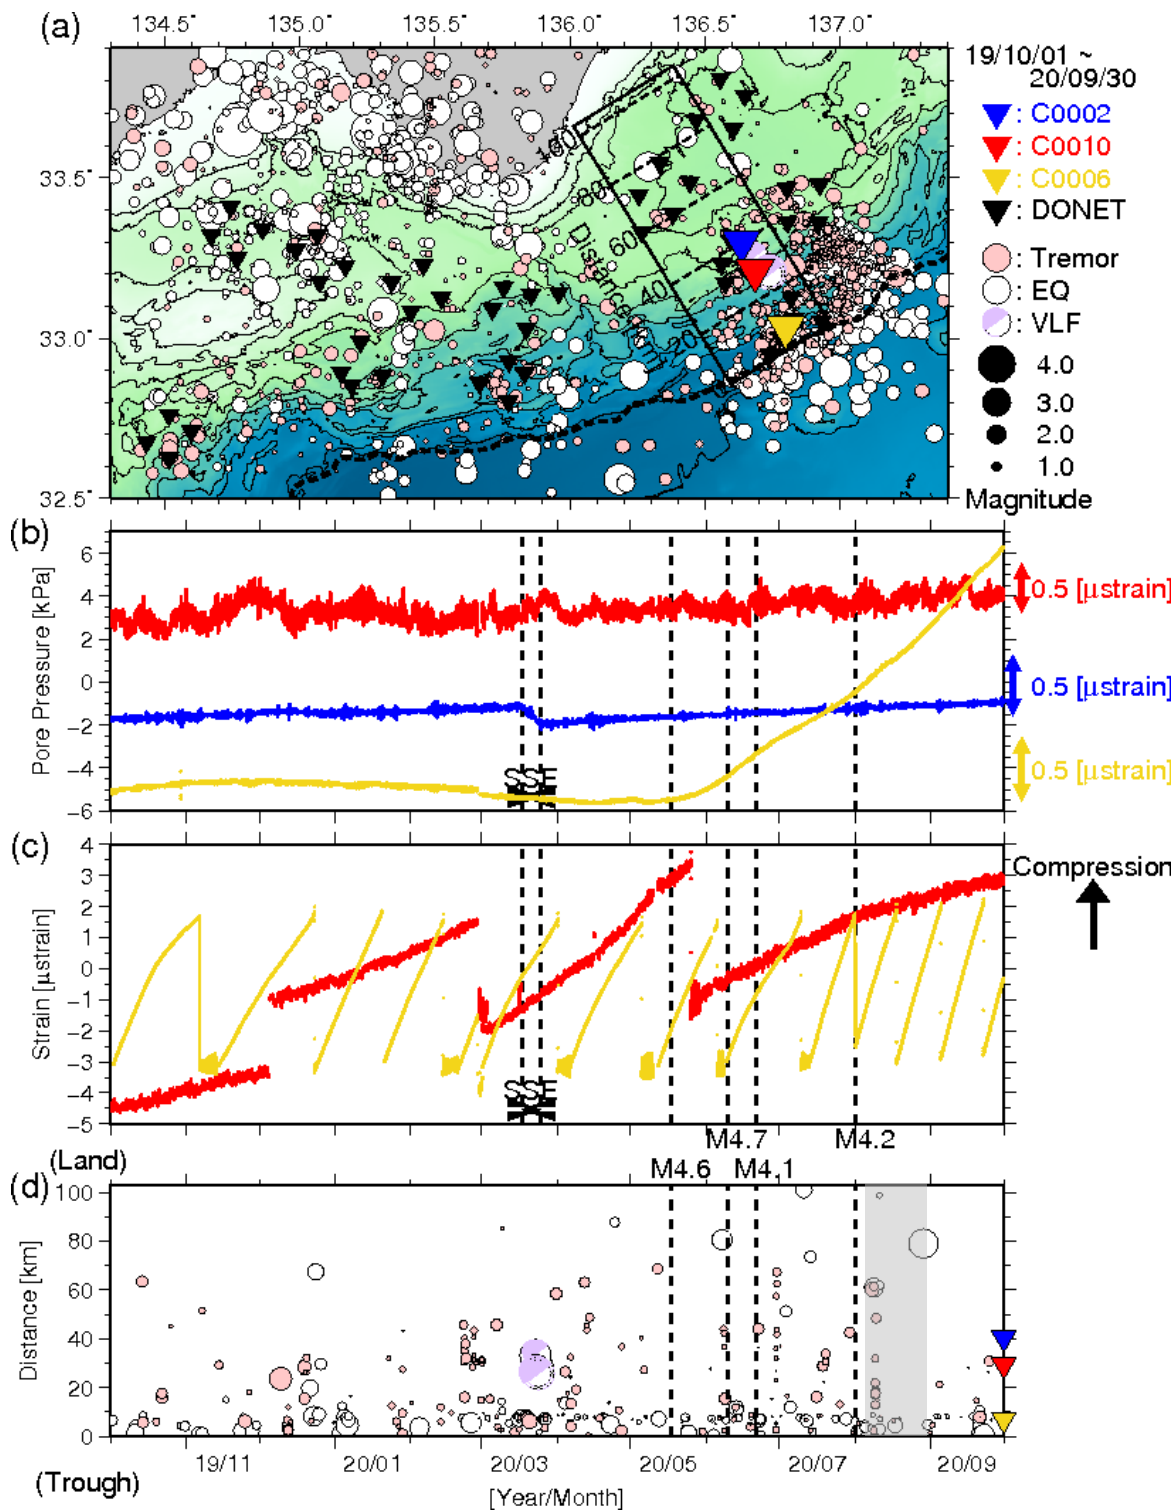 (a)
134.5° 135.0° 135.5° 136.0° 136.5° 137.0°
19/10/01 ~
20/09/30
: C0002
: C0010
: C0006
: DONET
: Tremor
: EQ
: VLF
4.0
3.0
2.0
1.0
Magnitude
33.5°
33.0°
32.5°
100
80
60
40
20
(b)
Pore Pressure [kPa]
6
4
2
0
−2
−4
−6
SSE
0.5 [μstrain]
0.5 [μstrain]
0.5 [μstrain]
(c)
Strain [μstrain]
4
3
2
1
0
−1
−2
−3
−4
−5
SSE
Compression
M4.7 M4.2
M4.6 M4.1
(Land)
(d)
Distance [km]
100
80
60
40
20
0
(Trough)
19/11 20/01 20/03 20/05 20/07 20/09
[Year/Month]